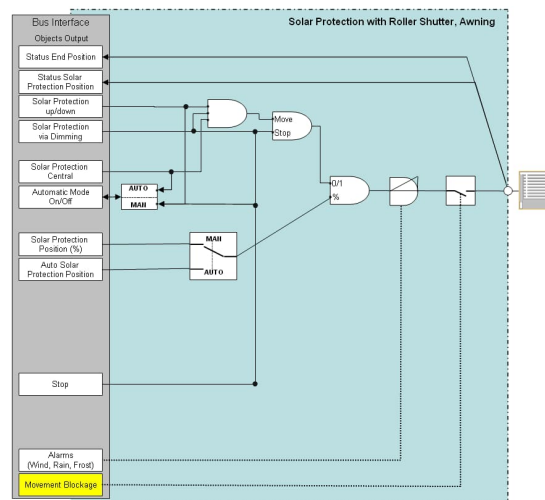 Bus Interface
Solar Protection with Roller Shutter, Awning
Objects Output
Status End Position
Status Solar
Protection Position
Solar Protection
up/down
Solar Protection
via Dimming
Move
Stop
Solar Protection
Central
Automatic Mode
On/Off
AUTO
MAN
0/1
%
Solar Protection
Position (%)
Auto Solar
Protection Position
MAN
AUTO
Stop
Alarms
(Wind, Rain, Frost)
Movement Blockage